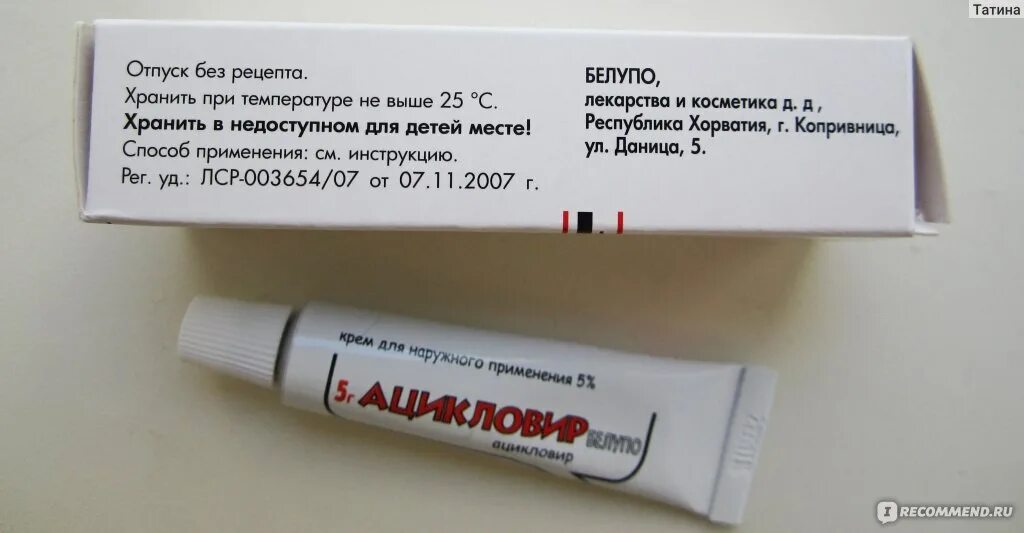 Татина
Отпуск без рецепта.
Хранить при температуре не выше 25 °С.
Хранить в недоступном для детей месте!
Способ применения: см. инструкцию.
Рег. уд.: ЛСР-003654/07 от 07.11.2007 г.
БЕЛУПО,
лекарства и косметика д. д ,
Республика Хорватия, г. Копривница,
ул. Даница, 5.
крем для наружного применения 5%
5г АЦИКЛОВИР БЕЛУПО
ацикловир
IRECOMMEND.RU